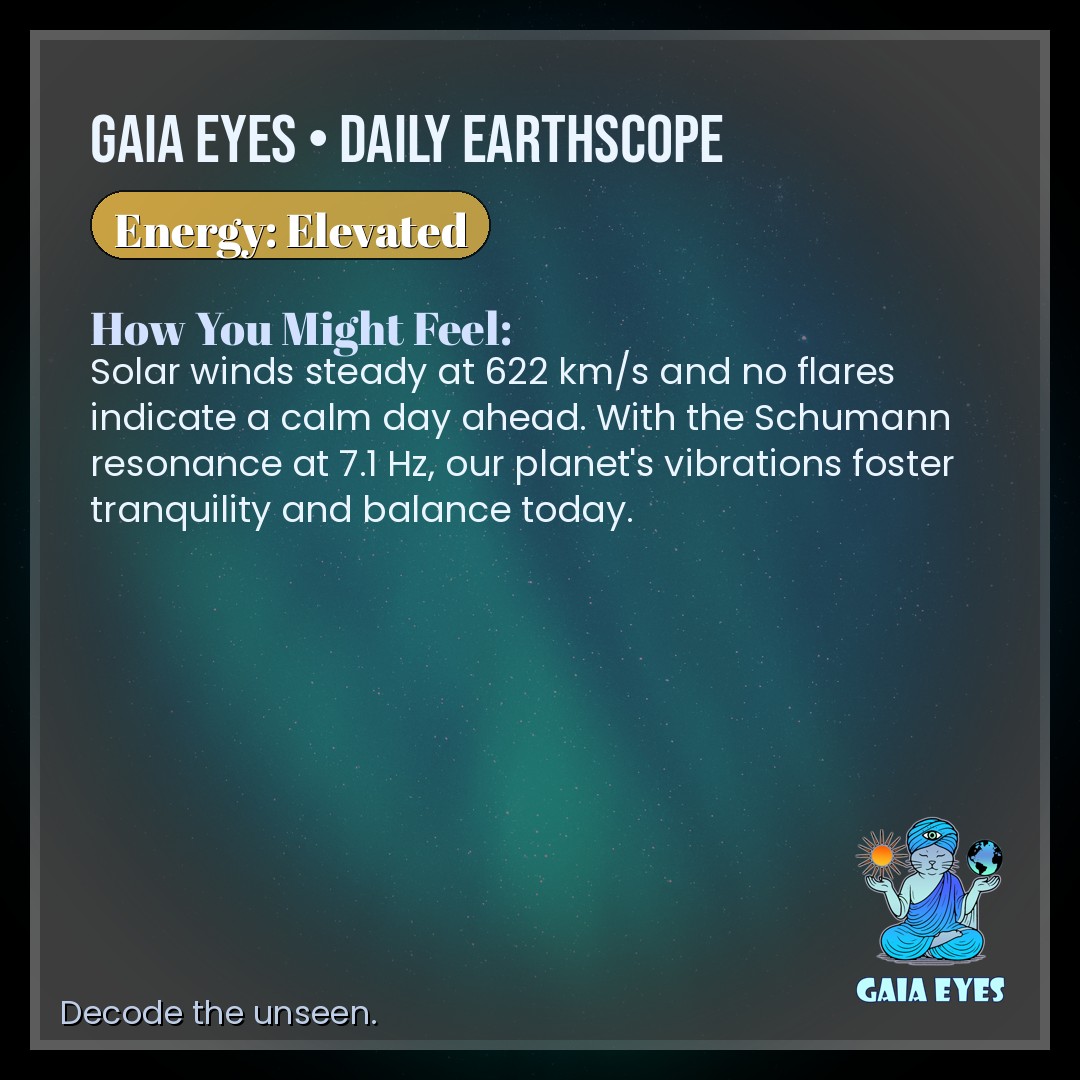 GAIA EYES • DAILY EARTHSCOPE
Energy: Elevated
How You Might Feel:
Solar winds steady at 622 km/s and no flares
indicate a calm day ahead. With the Schumann
resonance at 7.1 Hz, our planet's vibrations foster
tranquility and balance today.
GAIA EYES
Decode the unseen.